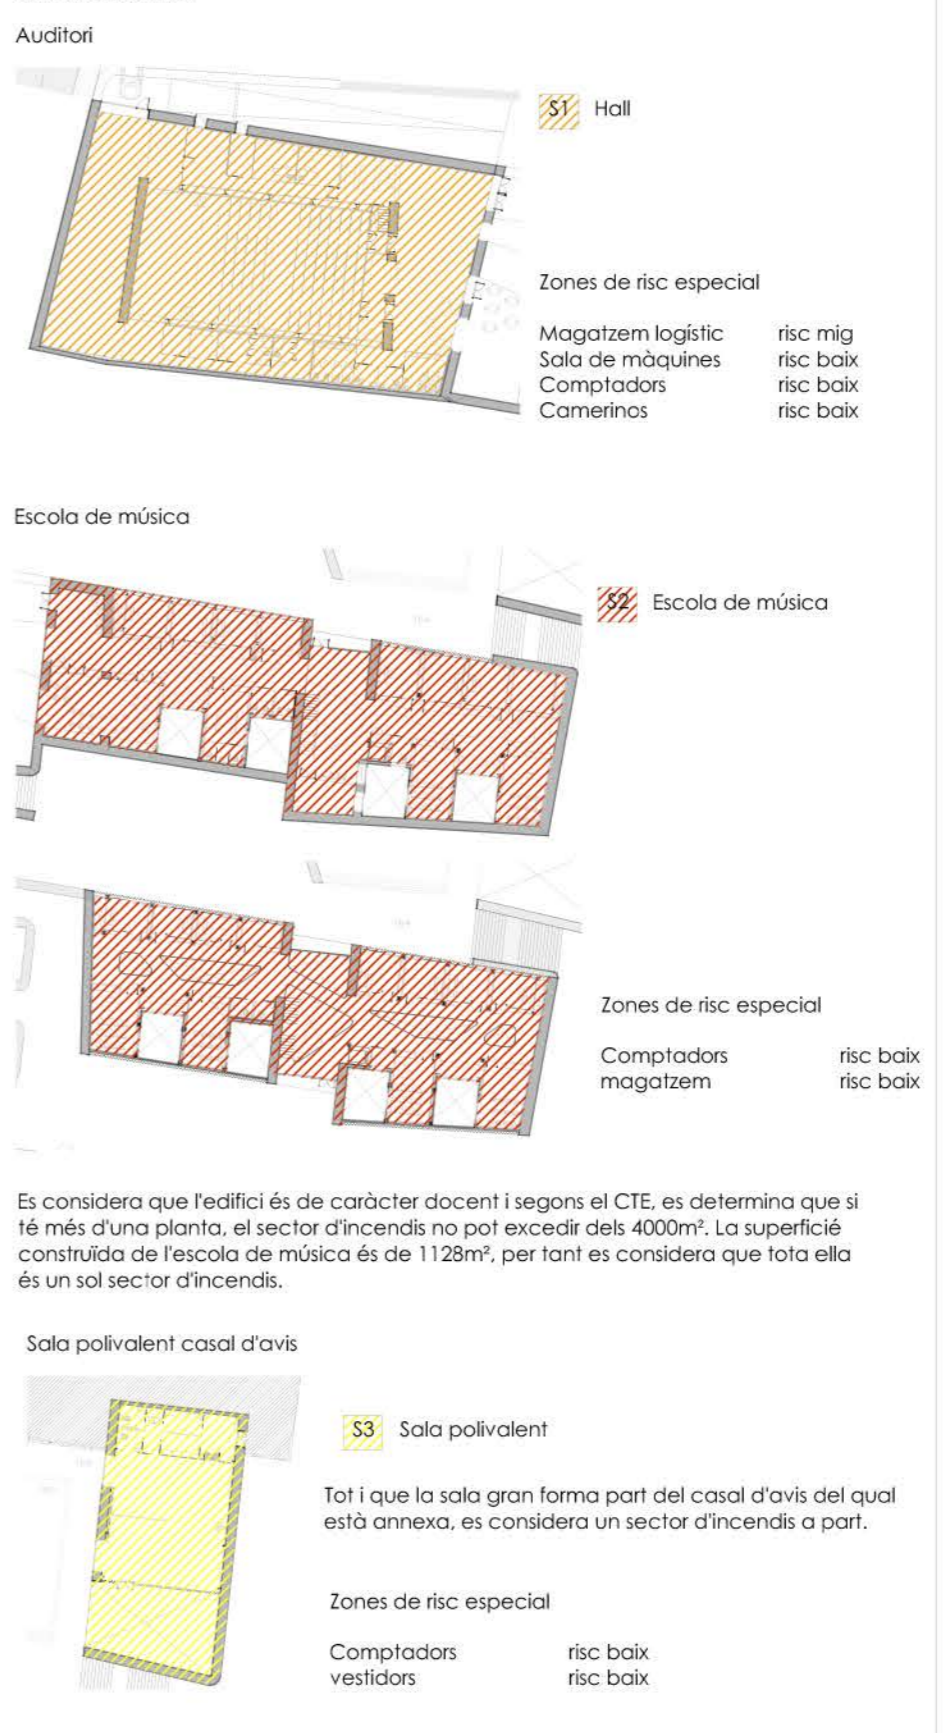 Auditori
S1 Hall
Zones de risc especial
Magatzem logístic risc mig
Sala de màquines risc baix
Comptadors risc baix
Camerinos risc baix
Escola de música
S2 Escola de música
Zones de risc especial
Comptadors risc baix
magatzem risc baix
Es considera que l'edifici és de caràcter docent i segons el CTE, es determina que si
té més d'una planta, el sector d'incendis no pot excedir dels 4000m². La superfície
construïda de l'escola de música és de 1128m², per tant es considera que tota ella
és un sol sector d'incendis.
Sala polivalent casal d'avis
S3 Sala polivalent
Tot i que la sala gran forma part del casal d'avis del qual
està annexa, es considera un sector d'incendis a part.
Zones de risc especial
Comptadors risc baix
vestidors risc baix